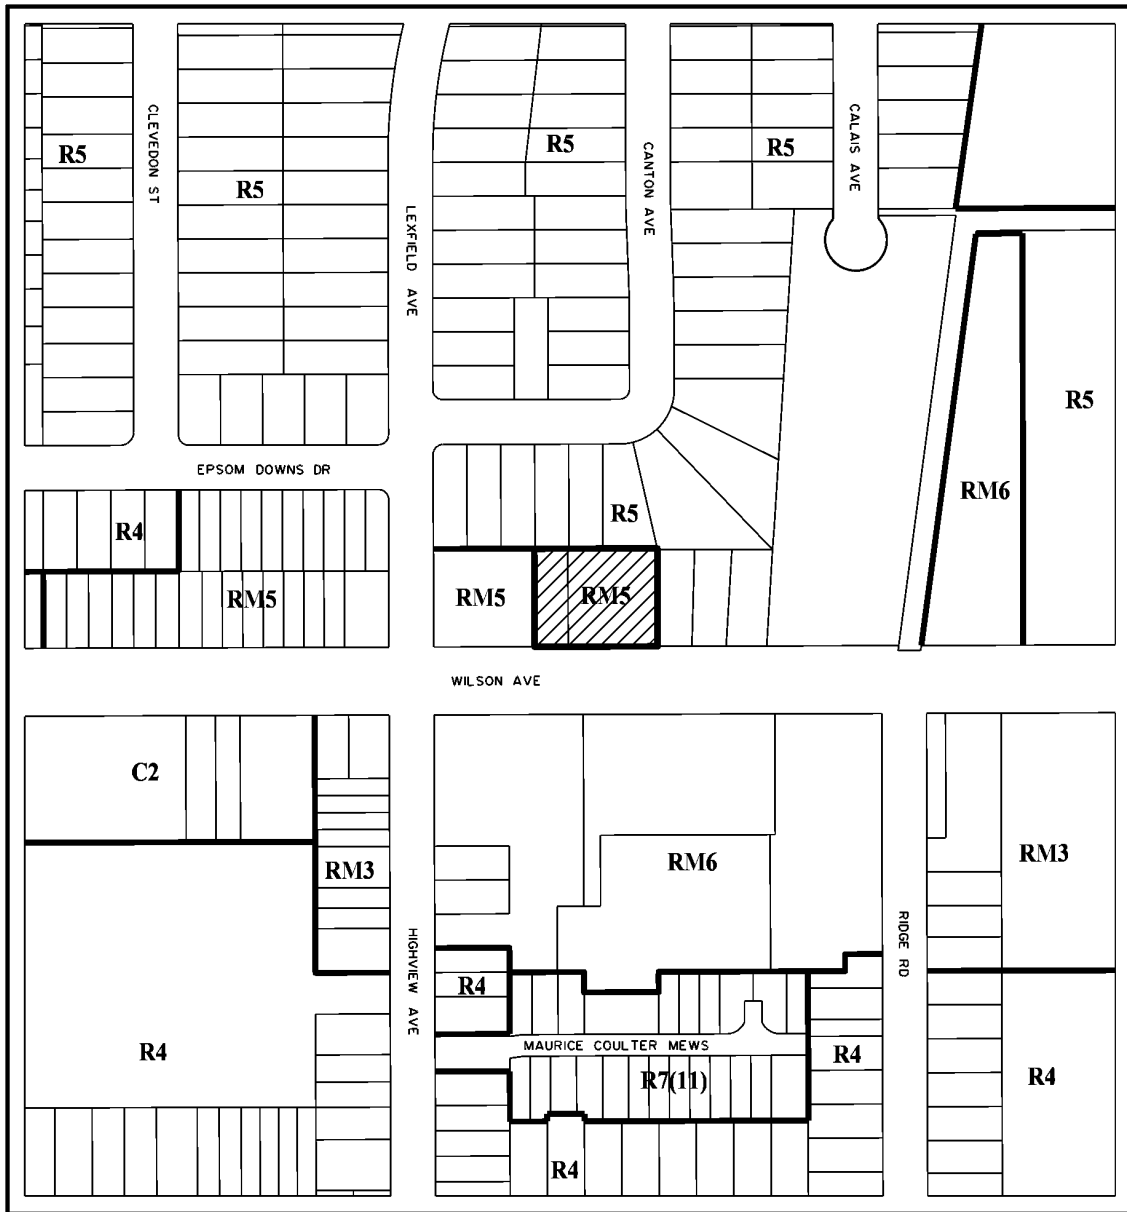 CLEVEDON ST
LEXFIELD AVE
CANTON AVE
CALAIS AVE
R5
R5
R5
R5
R5
RM6
EPSOM DOWNS DR
R4
R5
RM5
RM5
RM5
WILSON AVE
C2
RM3
RM6
RM3
HIGHVIEW AVE
RIDGE RD
R4
R4
MAURICE COULTER MEWS
R4
R7(11)
R4
R4